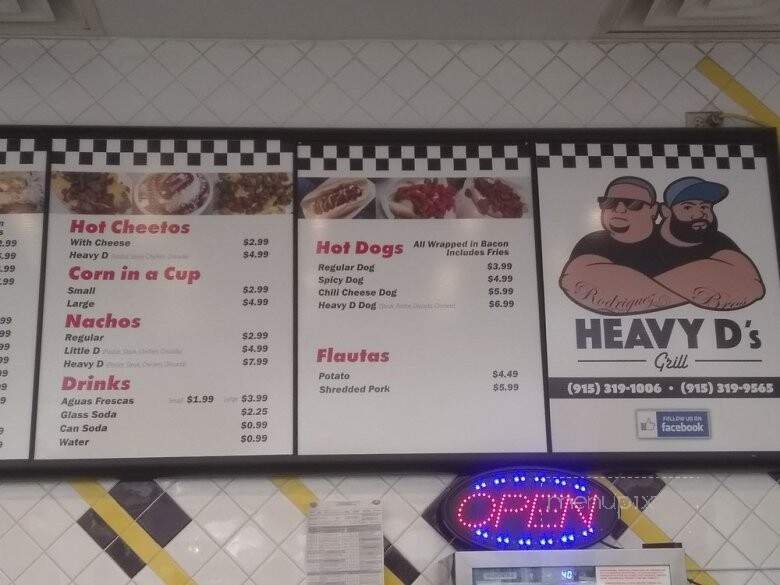 Hot Cheetos
With Cheese $2.99
Heavy D $4.99
Corn in a Cup
Small $2.99
Large $4.99
Nachos
Regular $2.99
Little D $4.99
Heavy D $7.99
Drinks
Aguas Frescas Small $1.99 Large $3.99
Glass Soda $2.25
Can Soda $0.99
Water $0.99
Hot Dogs All Wrapped in Bacon
Includes Fries
Regular Dog $3.99
Spicy Dog $4.99
Chili Cheese Dog $5.99
Heavy D Dog $6.99
Flautas
Potato $4.49
Shredded Pork $5.99
Rodriguez Bros
HEAVY D's
Grill
(915) 319-1006 • (915) 319-9565
FOLLOW US ON
facebook
OPEN
menupix
40